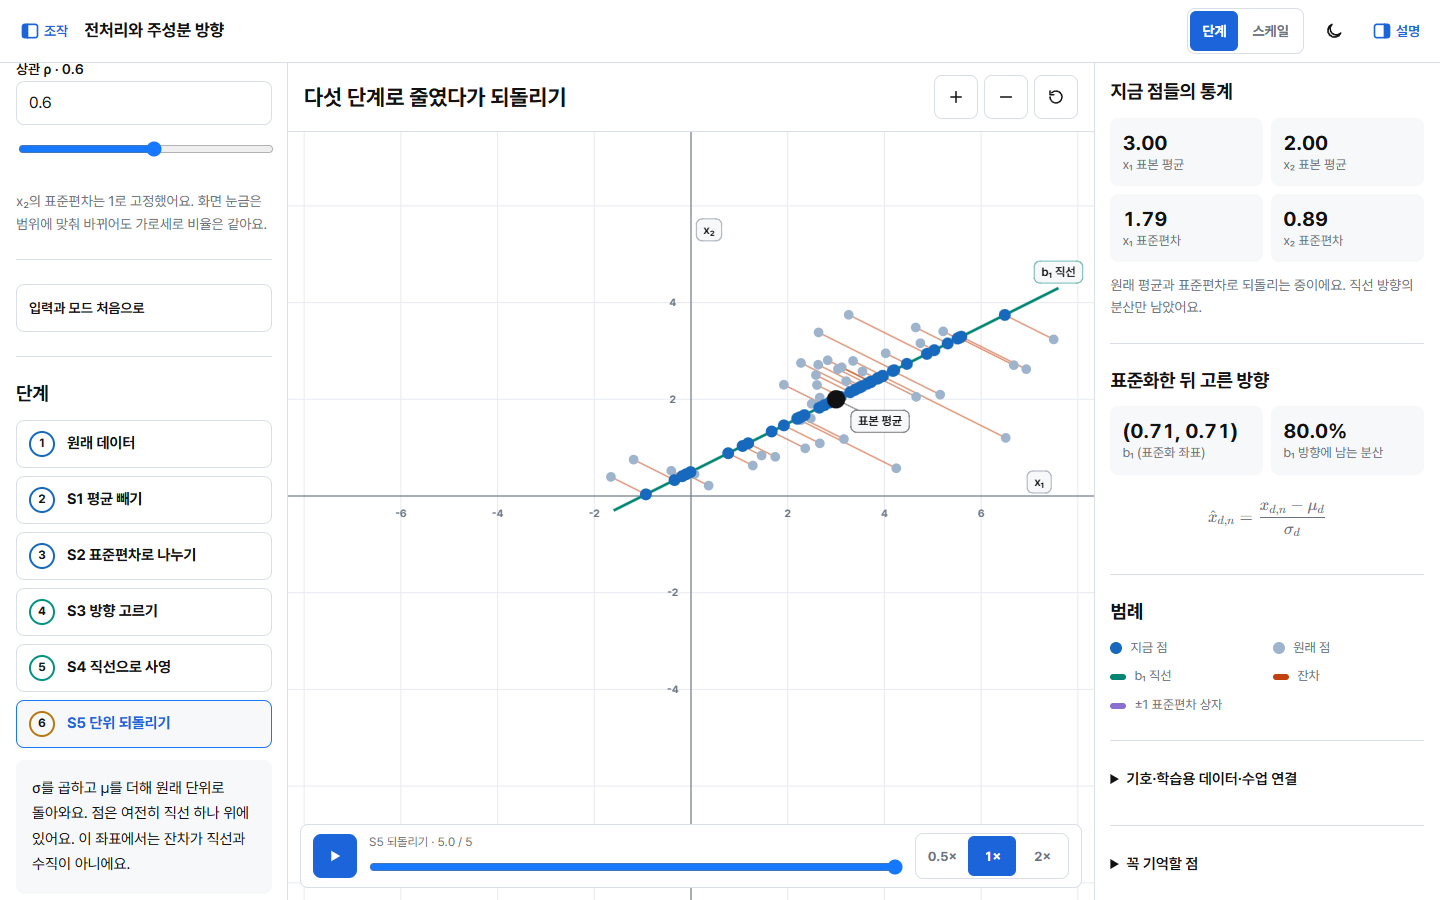 조작
전처리와 주성분 방향
단계
스케일
설명
상관 ρ · 0.6
0.6
x₂의 표준편차는 1로 고정했어요. 화면 눈금은
범위에 맞춰 바뀌어도 가로세로 비율은 같아요.
입력과 모드 처음으로
단계
1 원래 데이터
2 S1 평균 빼기
3 S2 표준편차로 나누기
4 S3 방향 고르기
5 S4 직선으로 사영
6 S5 단위 되돌리기
σ를 곱하고 μ를 더해 원래 단위로
돌아와요. 점은 여전히 직선 하나 위에
있어요. 이 좌표에서는 잔차가 직선과
수직이 아니에요.
다섯 단계로 줄였다가 되돌리기
x₂
b₁ 직선
4
2
표본 평균
x₁
-6 -4 -2 2 4 6
-2
-4
S5 되돌리기 · 5.0 / 5
0.5× 1× 2×
지금 점들의 통계
3.00
x₁ 표본 평균
2.00
x₂ 표본 평균
1.79
x₁ 표준편차
0.89
x₂ 표준편차
원래 평균과 표준편차로 되돌리는 중이에요. 직선 방향의
분산만 남았어요.
표준화한 뒤 고른 방향
(0.71, 0.71)
b₁ (표준화 좌표)
80.0%
b₁ 방향에 남는 분산
x̂_{d,n} = (x_{d,n} − μ_d) / σ_d
범례
지금 점
원래 점
b₁ 직선
잔차
±1 표준편차 상자
▶ 기호·학습용 데이터·수업 연결
▶ 꼭 기억할 점